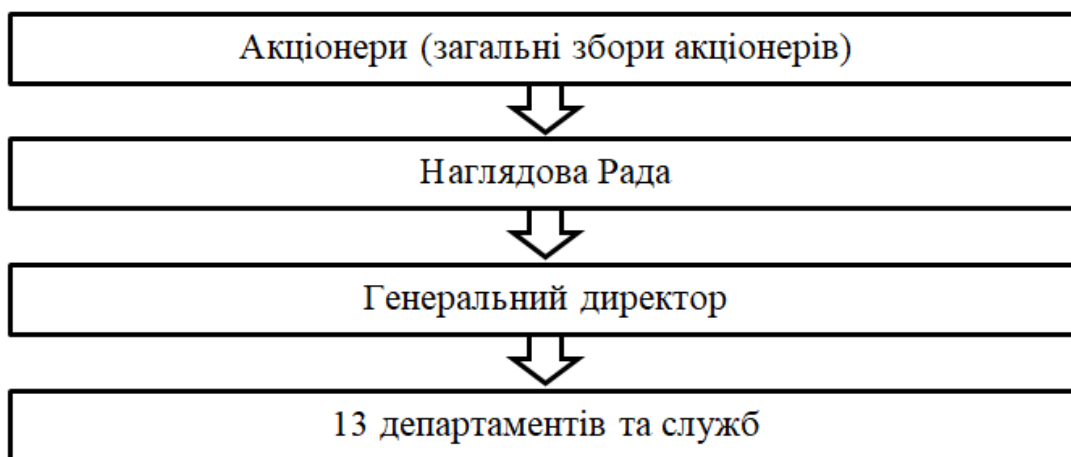 Акціонери (загальні збори акціонерів)
Наглядова Рада
Генеральний директор
13 департаментів та служб